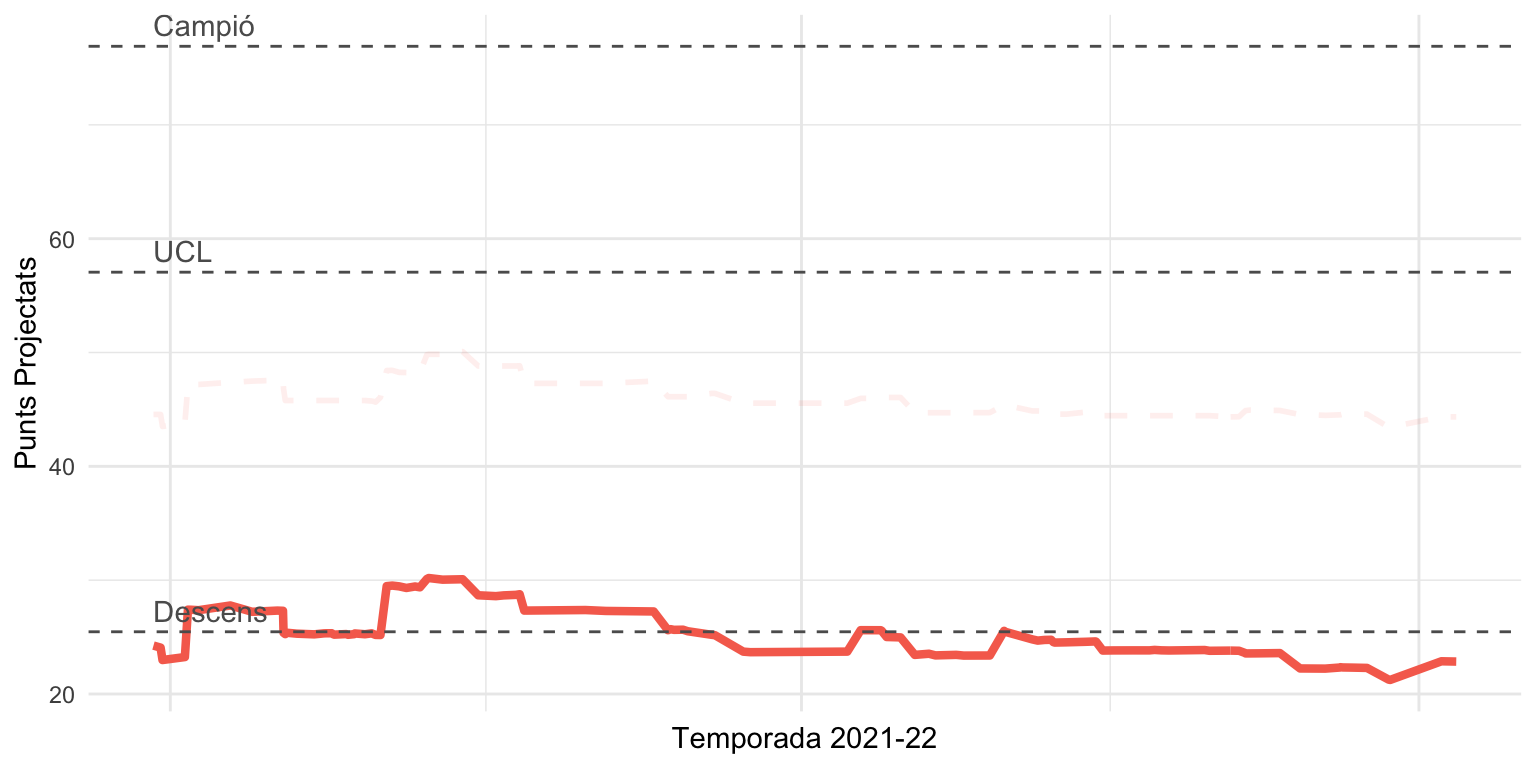 Campió
UCL
60
40
Descens
20
Punts Projectats
Temporada 2021-22